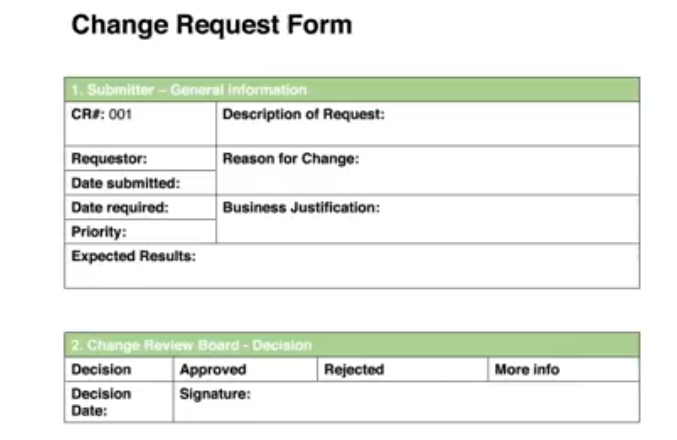 Change Request Form
1. Submitter – General information
CR#: 001
Description of Request:
Requestor:
Reason for Change:
Date submitted:
Date required:
Business Justification:
Priority:
Expected Results:
2. Change Review Board - Decision
Decision
Approved
Rejected
More info
Decision
Date:
Signature: